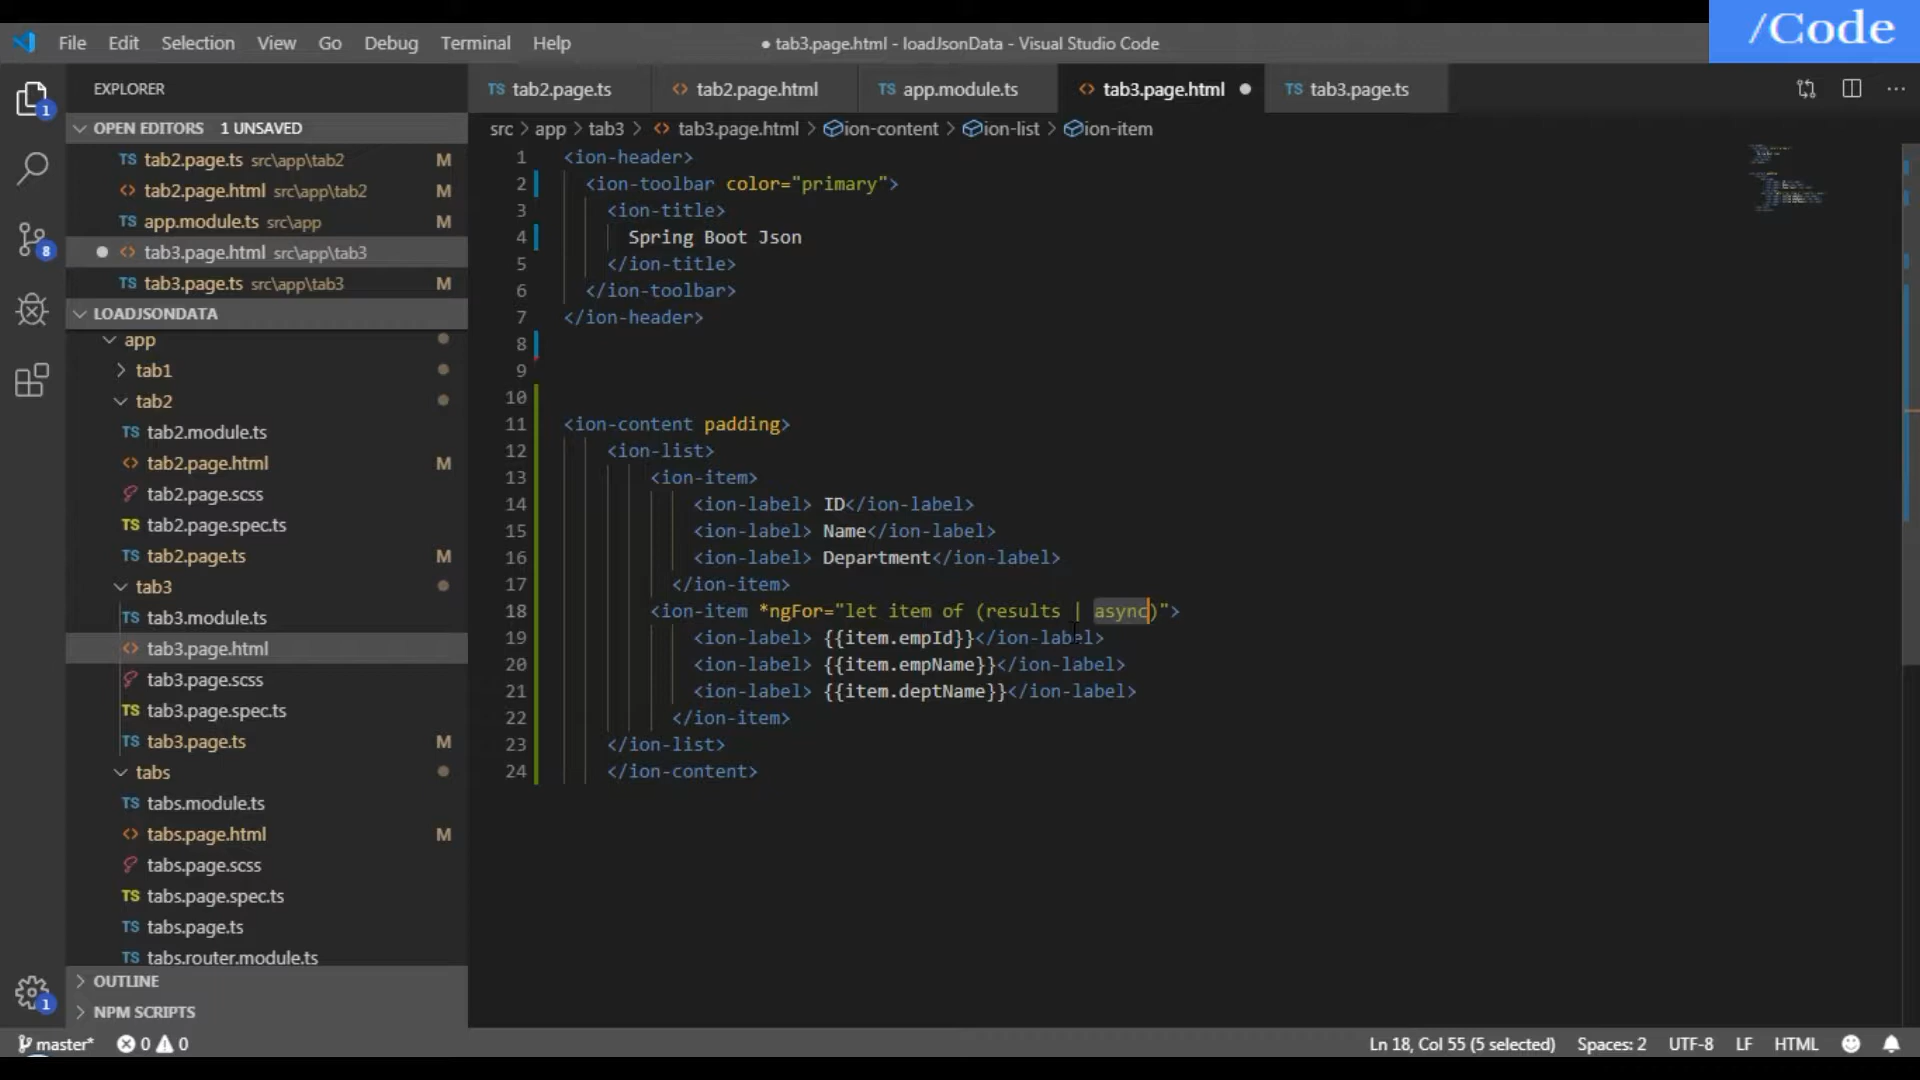 /Code
File Edit Selection View Go Debug Terminal Help
● tab3.page.html - loadJsonData - Visual Studio Code
EXPLORER
OPEN EDITORS 1 UNSAVED
TS tab2.page.ts src\app\tab2 M
<> tab2.page.html src\app\tab2 M
TS app.module.ts src\app M
● <> tab3.page.html src\app\tab3
TS tab3.page.ts src\app\tab3 M
LOADJSONDATA
app
tab1
tab2
TS tab2.module.ts
<> tab2.page.html M
tab2.page.scss
TS tab2.page.spec.ts
TS tab2.page.ts M
tab3
TS tab3.module.ts
<> tab3.page.html
tab3.page.scss
TS tab3.page.spec.ts
TS tab3.page.ts M
tabs
TS tabs.module.ts
<> tabs.page.html M
tabs.page.scss
TS tabs.page.spec.ts
TS tabs.page.ts
TS tabs.router.module.ts
OUTLINE
NPM SCRIPTS
1
8
1
TS tab2.page.ts <> tab2.page.html TS app.module.ts <> tab3.page.html ● TS tab3.page.ts
src > app > tab3 > <> tab3.page.html > ion-content > ion-list > ion-item
1 <ion-header>
2 <ion-toolbar color="primary">
3 <ion-title>
4 Spring Boot Json
5 </ion-title>
6 </ion-toolbar>
7 </ion-header>
8
9
10
11 <ion-content padding>
12 <ion-list>
13 <ion-item>
14 <ion-label> ID</ion-label>
15 <ion-label> Name</ion-label>
16 <ion-label> Department</ion-label>
17 </ion-item>
18 <ion-item *ngFor="let item of (results | async)">
19 <ion-label> {{item.empId}}</ion-label>
20 <ion-label> {{item.empName}}</ion-label>
21 <ion-label> {{item.deptName}}</ion-label>
22 </ion-item>
23 </ion-list>
24 </ion-content>
master* 0 0 Ln 18, Col 55 (5 selected) Spaces: 2 UTF-8 LF HTML